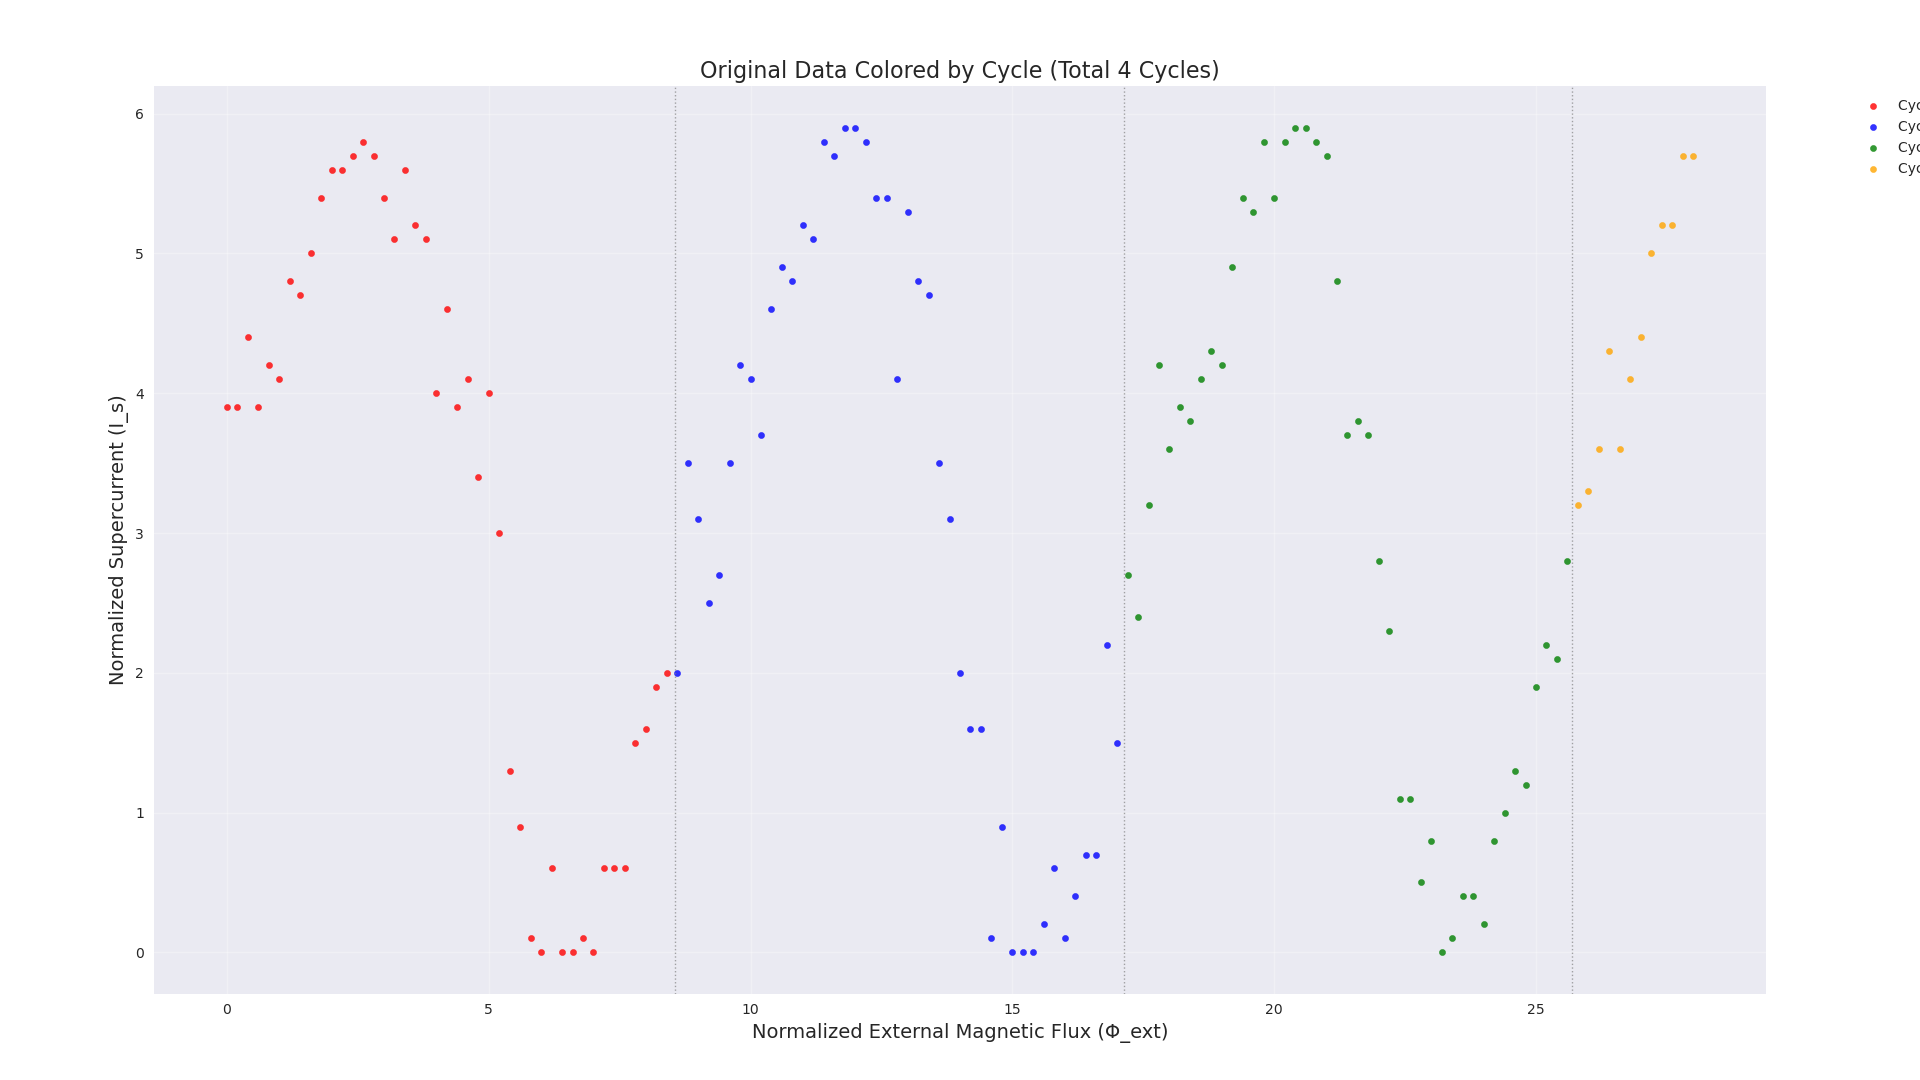 Original Data Colored by Cycle (Total 4 Cycles)
6
5
4
3
2
1
0
Normalized Supercurrent (I_s)
0 5 10 15 20 25
Normalized External Magnetic Flux (Φ_ext)
Cyc
Cyc
Cyc
Cyc